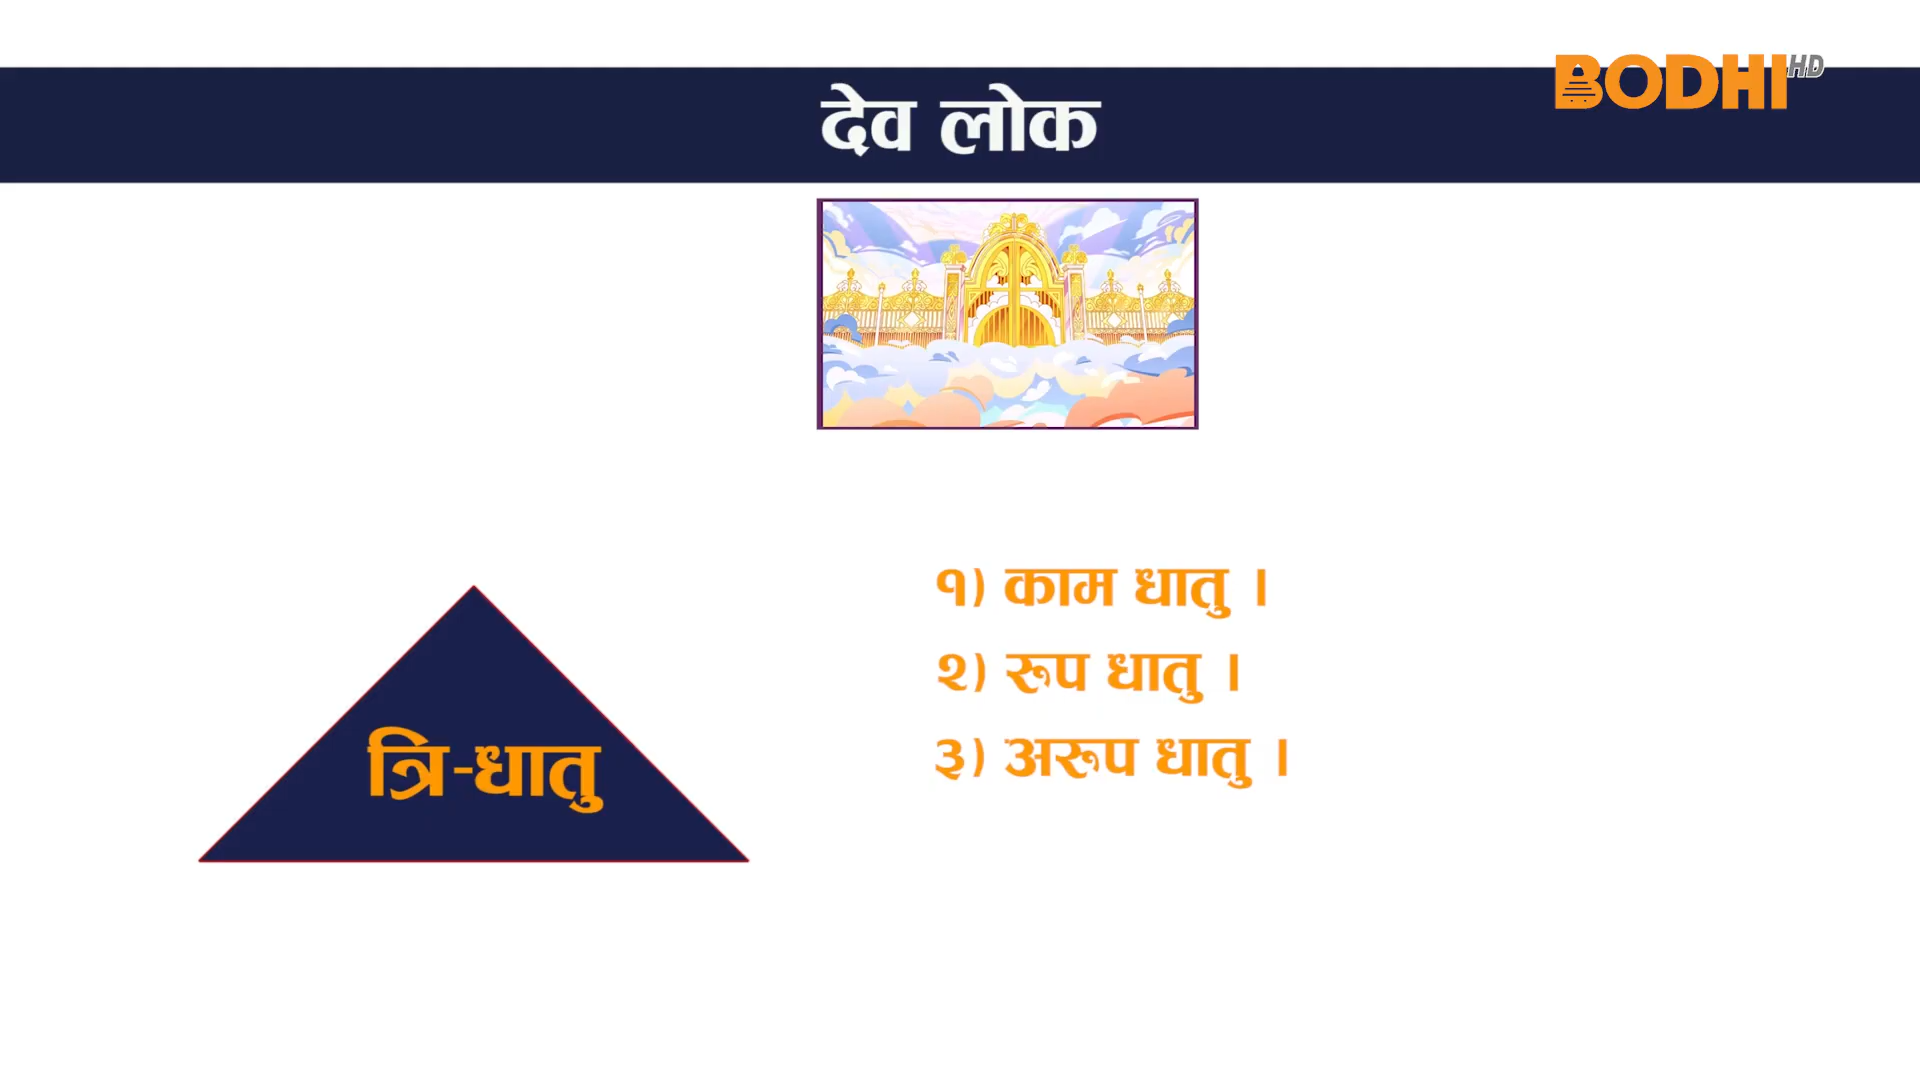 BODHI HD
देव लोक
त्रि-धातु
१) काम धातु ।
२) रूप धातु ।
३) अरूप धातु ।